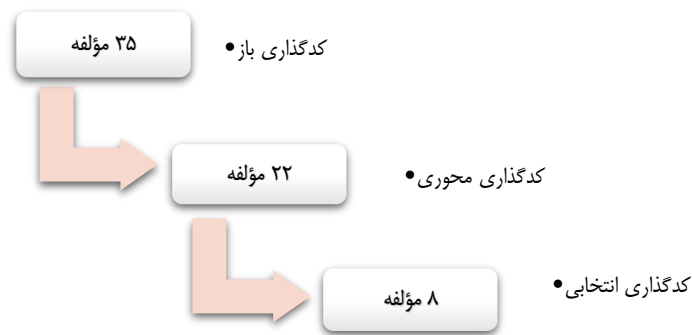 ۳۵ مؤلفه
کدگذاری باز•
۲۲ مؤلفه
کدگذاری محوری•
۸ مؤلفه
کدگذاری انتخابی•